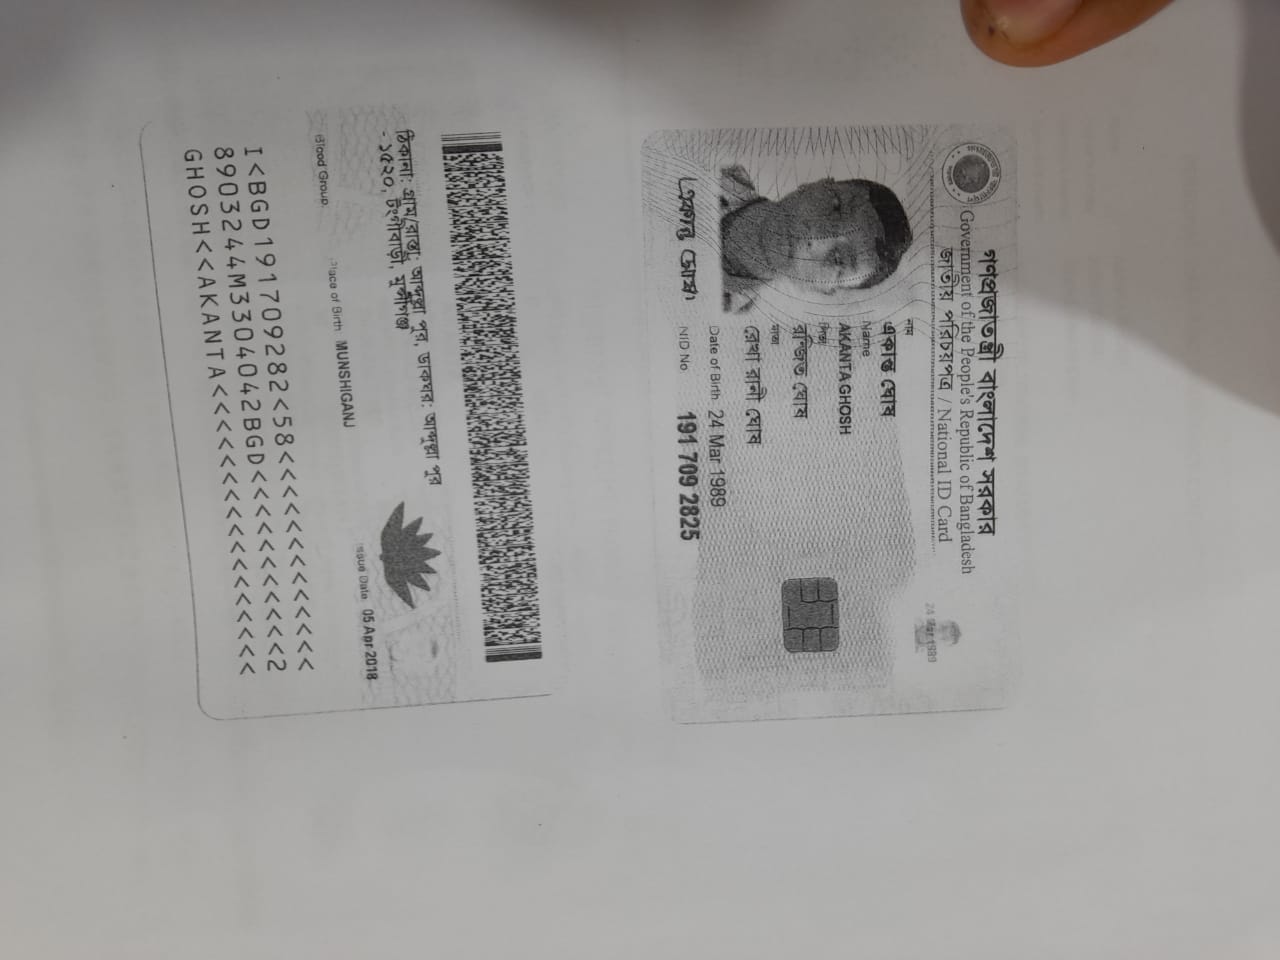 গণপ্রজাতন্ত্রী বাংলাদেশ সরকার
Government of the People's Republic of Bangladesh
জাতীয় পরিচয়পত্র / National ID Card
24 Mar 1989
নাম
একান্ত ঘোষ
Name
AKANTA GHOSH
পিতা
রনজিত ঘোষ
মাতা
রেখা রানী ঘোষ
Date of Birth 24 Mar 1989
একান্ত ঘোষ
NID No 191 709 2825
ঠিকানা: গ্রাম/রাস্তা: আব্দুল্লা পুর, ডাকঘর: আব্দুল্লা পুর
- ১৫২০, টংগীবাড়ী, মুন্সীগঞ্জ
Blood Group: Place of Birth: MUNSHIGANJ Issue Date: 05 Apr 2018
I<BGD191709282<58<<<<<<<<<<<<<
8903244M3304042BGD<<<<<<<<<<<2
GHOSH<<AKANTA<<<<<<<<<<<<<<<<<